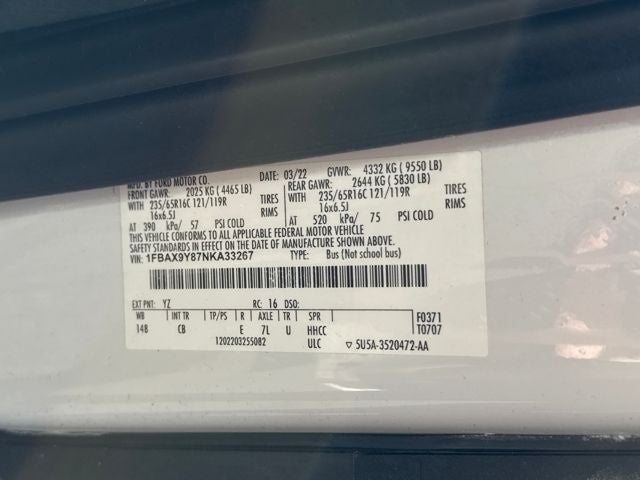 MFD. BY FORD MOTOR CO.
DATE: 03/22 GVWR: 4332 KG ( 9550 LB)
FRONT GAWR: 2025 KG ( 4465 LB) REAR GAWR: 2644 KG ( 5830 LB)
WITH 235/65R16C 121/119R TIRES WITH 235/65R16C 121/119R TIRES
16x6.5J RIMS 16x6.5J RIMS
AT 390 kPa/ 57 PSI COLD AT 520 kPa/ 75 PSI COLD
THIS VEHICLE CONFORMS TO ALL APPLICABLE FEDERAL MOTOR VEHICLE
SAFETY STANDARDS IN EFFECT ON THE DATE OF MANUFACTURE SHOWN ABOVE.
VIN: 1FBAX9Y87NKA33267 TYPE: Bus (Not school bus)
EXT PNT: YZ RC: 16 DSO:
WB INT TR TP/PS R AXLE TR SPR F0371
148 CB E 7L U HHCC T0707
1202203255082 ULC ▽ 5U5A-3520472-AA